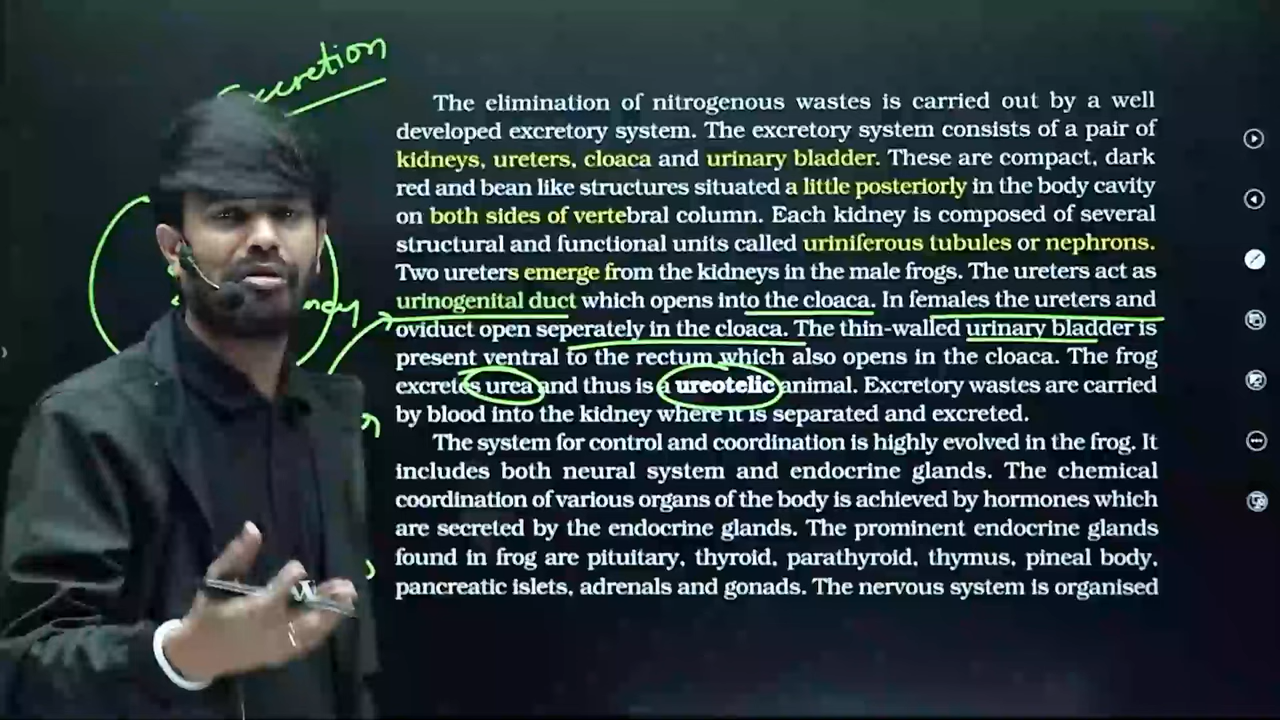 Excretion
The elimination of nitrogenous wastes is carried out by a well
developed excretory system. The excretory system consists of a pair of
kidneys, ureters, cloaca and urinary bladder. These are compact, dark
red and bean like structures situated a little posteriorly in the body cavity
on both sides of vertebral column. Each kidney is composed of several
structural and functional units called uriniferous tubules or nephrons.
Two ureters emerge from the kidneys in the male frogs. The ureters act as
urinogenital duct which opens into the cloaca. In females the ureters and
oviduct open seperately in the cloaca. The thin-walled urinary bladder is
present ventral to the rectum which also opens in the cloaca. The frog
excretes urea and thus is a ureotelic animal. Excretory wastes are carried
by blood into the kidney where it is separated and excreted.
The system for control and coordination is highly evolved in the frog. It
includes both neural system and endocrine glands. The chemical
coordination of various organs of the body is achieved by hormones which
are secreted by the endocrine glands. The prominent endocrine glands
found in frog are pituitary, thyroid, parathyroid, thymus, pineal body,
pancreatic islets, adrenals and gonads. The nervous system is organised